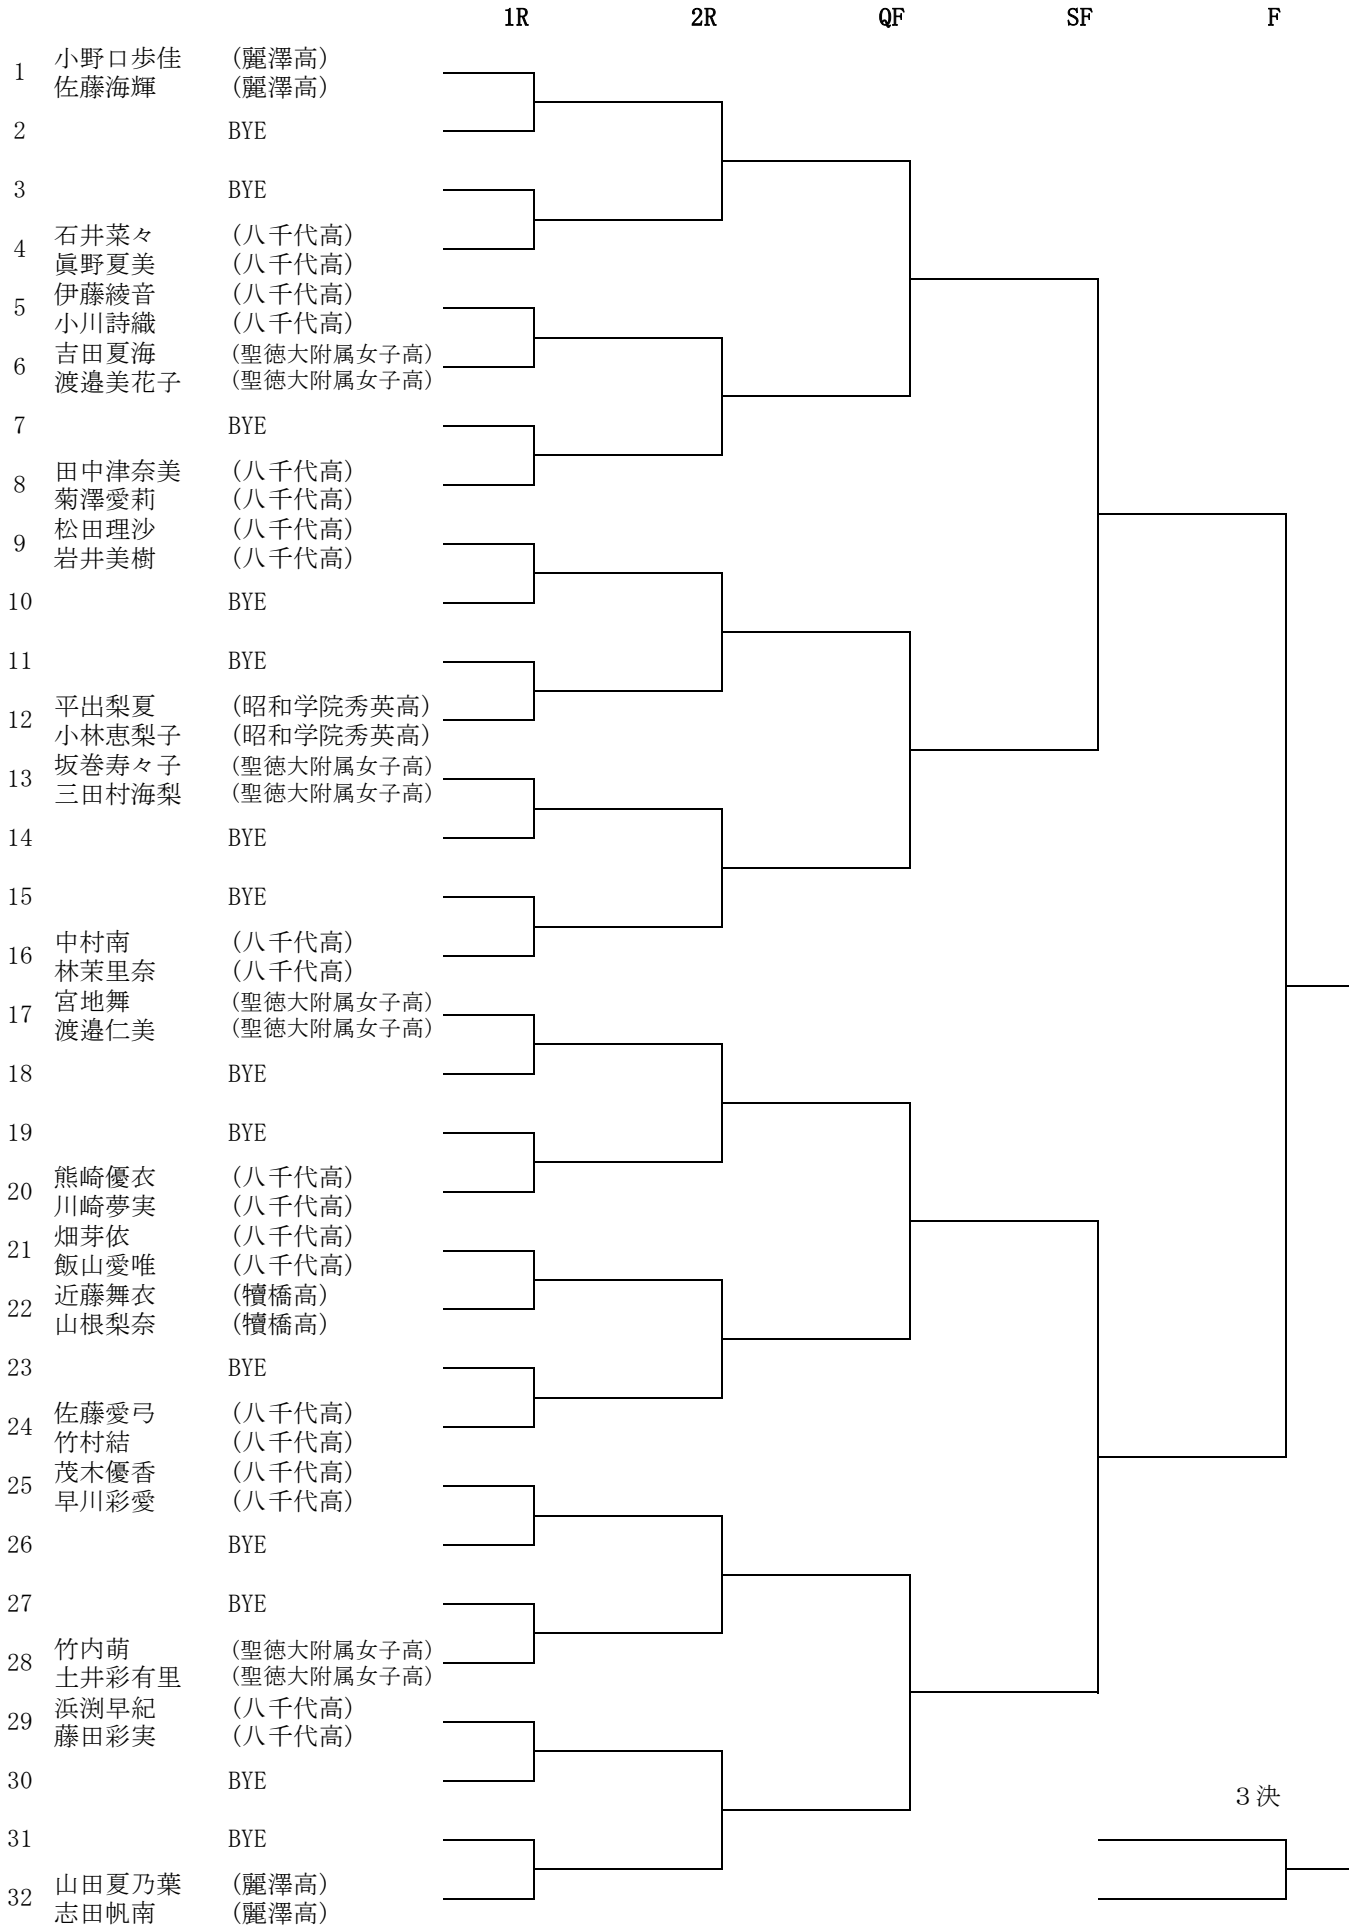 1R 2R QF SF F
1 小野口歩佳 (麗澤高)
佐藤海輝 (麗澤高)
2 BYE
3 BYE
4 石井菜々 (八千代高)
眞野夏美 (八千代高)
5 伊藤綾音 (八千代高)
小川詩織 (八千代高)
6 吉田夏海 (聖徳大附属女子高)
渡邉美花子 (聖徳大附属女子高)
7 BYE
8 田中津奈美 (八千代高)
菊澤愛莉 (八千代高)
9 松田理沙 (八千代高)
岩井美樹 (八千代高)
10 BYE
11 BYE
12 平出梨夏 (昭和学院秀英高)
小林恵梨子 (昭和学院秀英高)
13 坂巻寿々子 (聖徳大附属女子高)
三田村海梨 (聖徳大附属女子高)
14 BYE
15 BYE
16 中村南 (八千代高)
林茉里奈 (八千代高)
17 宮地舞 (聖徳大附属女子高)
渡邉仁美 (聖徳大附属女子高)
18 BYE
19 BYE
20 熊崎優衣 (八千代高)
川崎夢実 (八千代高)
21 畑芽依 (八千代高)
飯山愛唯 (八千代高)
22 近藤舞衣 (犢橋高)
山根梨奈 (犢橋高)
23 BYE
24 佐藤愛弓 (八千代高)
竹村結 (八千代高)
25 茂木優香 (八千代高)
早川彩愛 (八千代高)
26 BYE
27 BYE
28 竹内萌 (聖徳大附属女子高)
土井彩有里 (聖徳大附属女子高)
29 浜渕早紀 (八千代高)
藤田彩実 (八千代高)
30 BYE
3決
31 BYE
32 山田夏乃葉 (麗澤高)
志田帆南 (麗澤高)